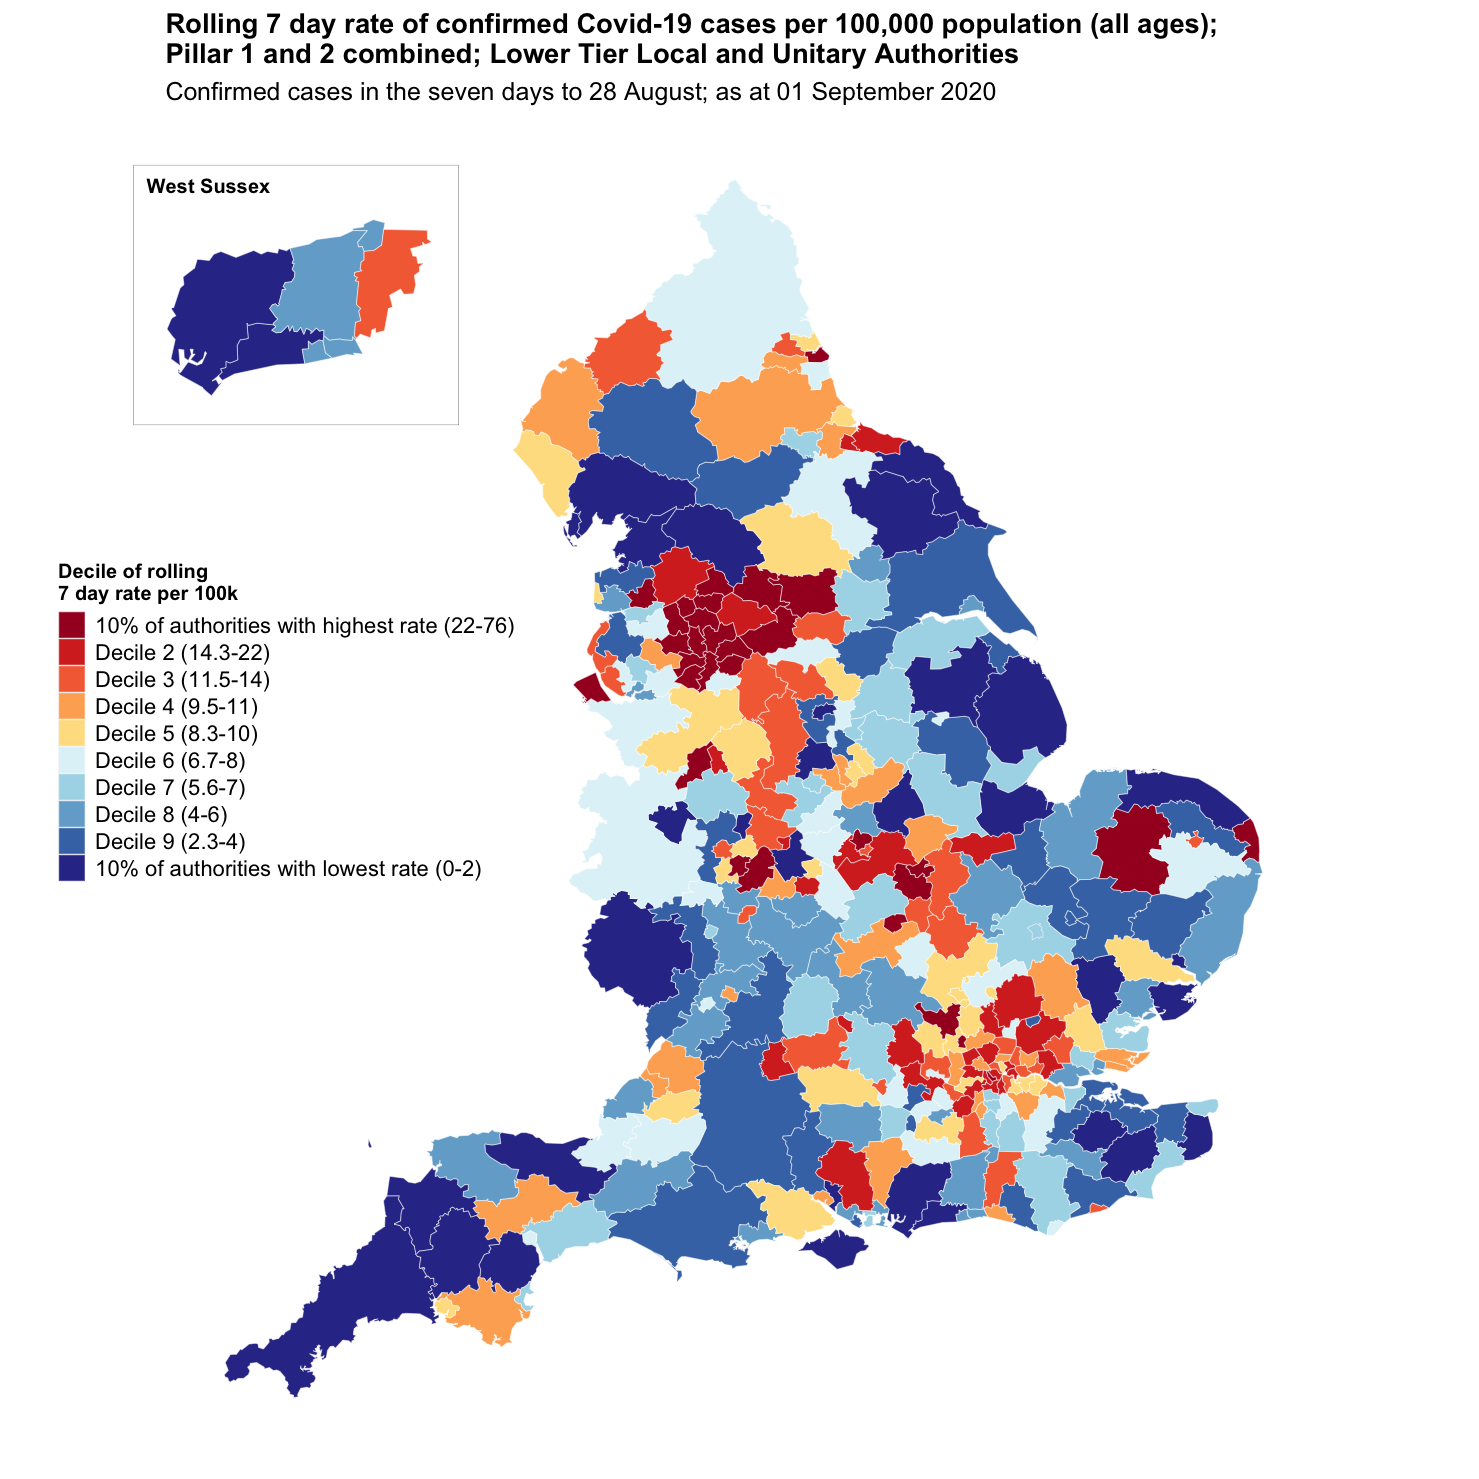 Rolling 7 day rate of confirmed Covid-19 cases per 100,000 population (all ages);
Pillar 1 and 2 combined; Lower Tier Local and Unitary Authorities
Confirmed cases in the seven days to 28 August; as at 01 September 2020
West Sussex
Decile of rolling
7 day rate per 100k
10% of authorities with highest rate (22-76)
Decile 2 (14.3-22)
Decile 3 (11.5-14)
Decile 4 (9.5-11)
Decile 5 (8.3-10)
Decile 6 (6.7-8)
Decile 7 (5.6-7)
Decile 8 (4-6)
Decile 9 (2.3-4)
10% of authorities with lowest rate (0-2)